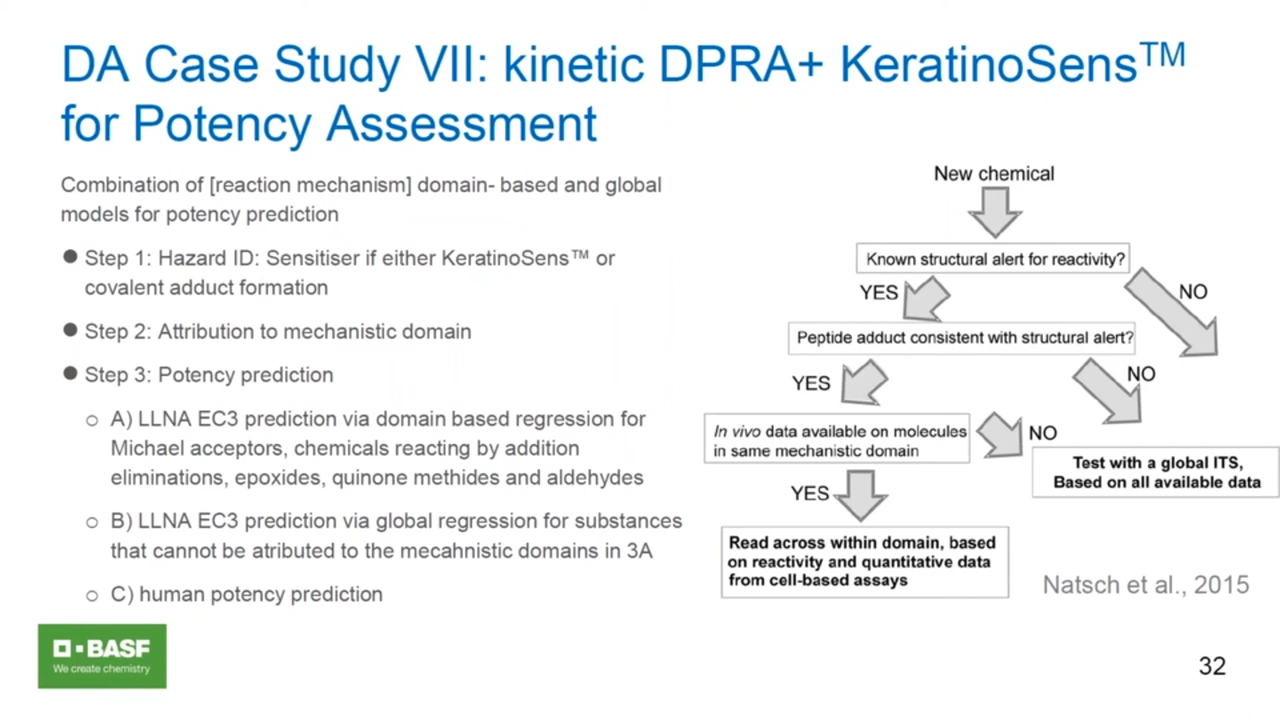 DA Case Study VII: kinetic DPRA+ KeratinoSens™
for Potency Assessment
Combination of [reaction mechanism] domain- based and global
models for potency prediction
● Step 1: Hazard ID: Sensitiser if either KeratinoSens™ or
covalent adduct formation
● Step 2: Attribution to mechanistic domain
● Step 3: Potency prediction
○ A) LLNA EC3 prediction via domain based regression for
Michael acceptors, chemicals reacting by addition
eliminations, epoxides, quinone methides and aldehydes
○ B) LLNA EC3 prediction via global regression for substances
that cannot be atributed to the mecahnistic domains in 3A
○ C) human potency prediction
New chemical
Known structural alert for reactivity?
YES
NO
Peptide adduct consistent with structural alert?
YES
NO
In vivo data available on molecules
in same mechanistic domain
NO
YES
Test with a global ITS,
Based on all available data
Read across within domain, based
on reactivity and quantitative data
from cell-based assays
Natsch et al., 2015
BASF
We create chemistry
32